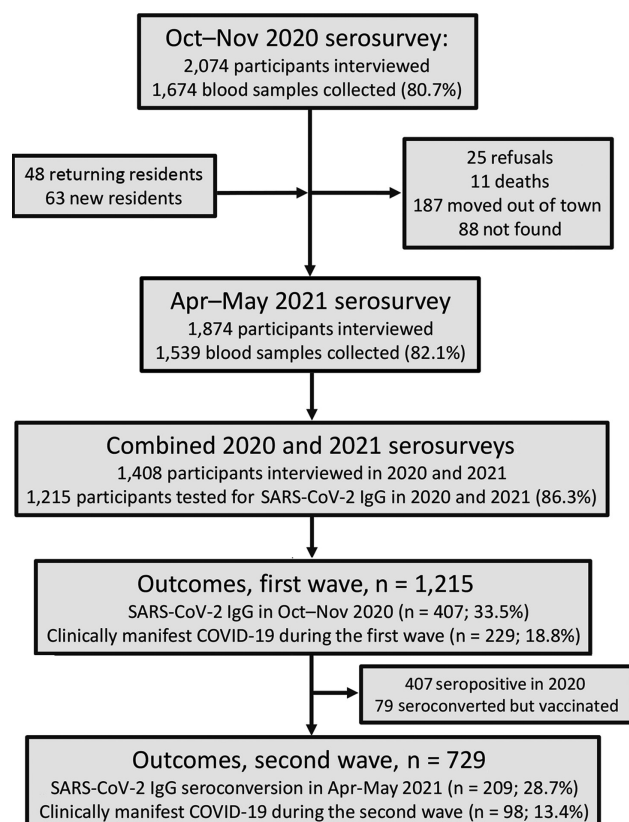 Oct–Nov 2020 serosurvey:
2,074 participants interviewed
1,674 blood samples collected (80.7%)
48 returning residents
63 new residents
25 refusals
11 deaths
187 moved out of town
88 not found
Apr–May 2021 serosurvey
1,874 participants interviewed
1,539 blood samples collected (82.1%)
Combined 2020 and 2021 serosurveys
1,408 participants interviewed in 2020 and 2021
1,215 participants tested for SARS-CoV-2 IgG in 2020 and 2021 (86.3%)
Outcomes, first wave, n = 1,215
SARS-CoV-2 IgG in Oct–Nov 2020 (n = 407; 33.5%)
Clinically manifest COVID-19 during the first wave (n = 229; 18.8%)
407 seropositive in 2020
79 seroconverted but vaccinated
Outcomes, second wave, n = 729
SARS-CoV-2 IgG seroconversion in Apr-May 2021 (n = 209; 28.7%)
Clinically manifest COVID-19 during the second wave (n = 98; 13.4%)